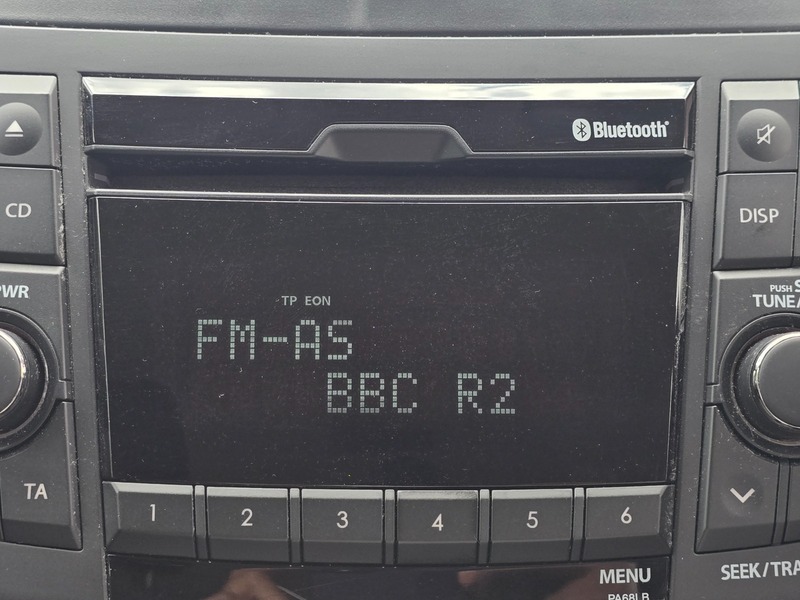 Bluetooth
CD
DISP
PWR
PUSH
TUNE/
TP EON
FM-AS
BBC R2
TA
1 2 3 4 5 6
MENU
SEEK/TRA
PA68LB